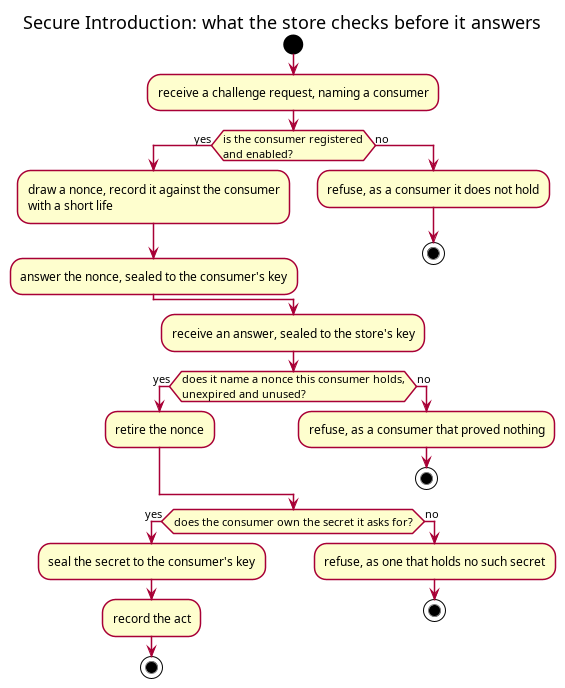 Secure Introduction: what the store checks before it answers
receive a challenge request, naming a consumer
yes
is the consumer registered
and enabled?
no
draw a nonce, record it against the consumer
with a short life
refuse, as a consumer it does not hold
answer the nonce, sealed to the consumer's key
receive an answer, sealed to the store's key
yes
does it name a nonce this consumer holds,
unexpired and unused?
no
retire the nonce
refuse, as a consumer that proved nothing
yes
does the consumer own the secret it asks for?
no
seal the secret to the consumer's key
refuse, as one that holds no such secret
record the act